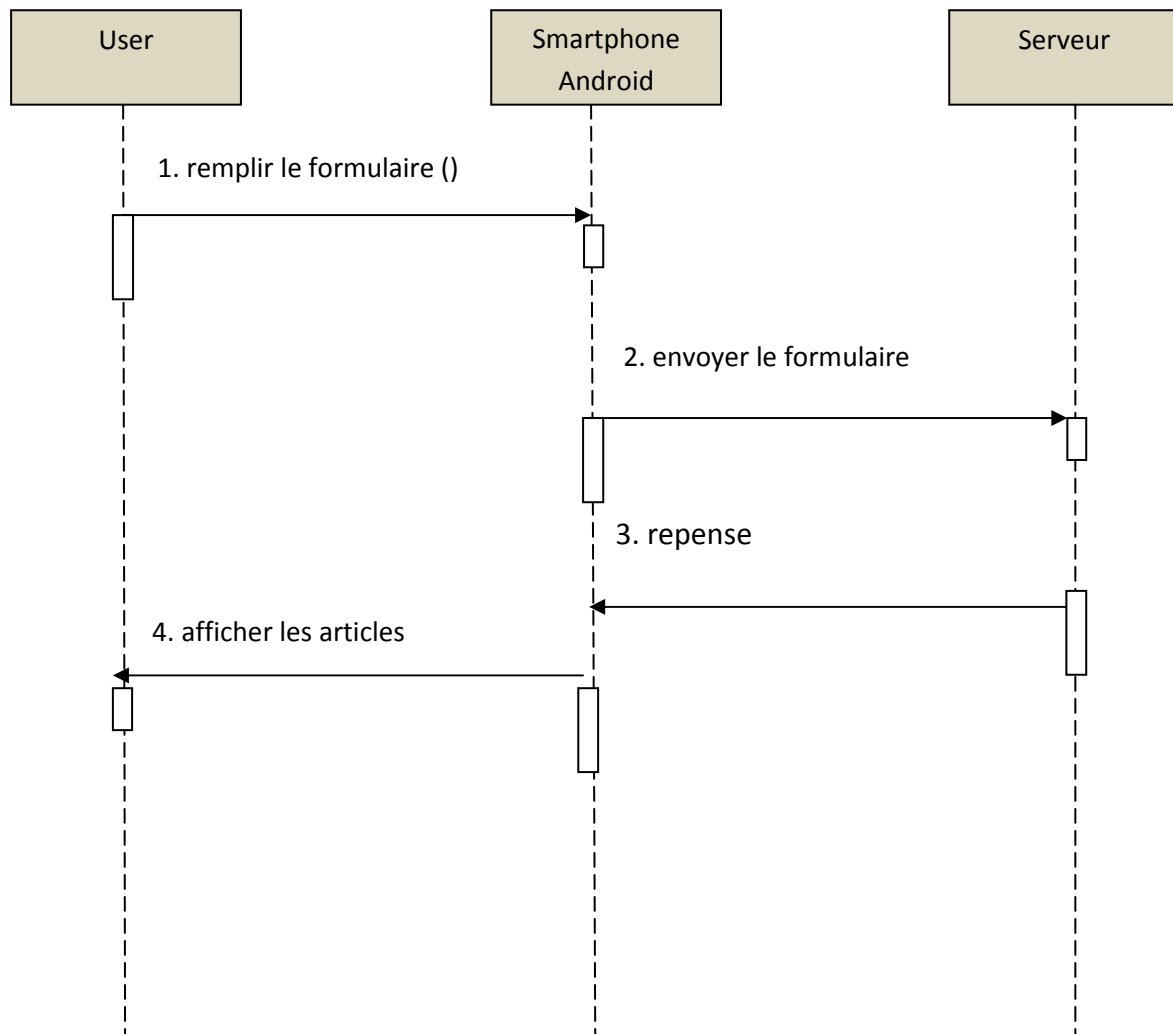 User
Smartphone
Android
Serveur
1. remplir le formulaire ()
2. envoyer le formulaire
3. repense
4. afficher les articles